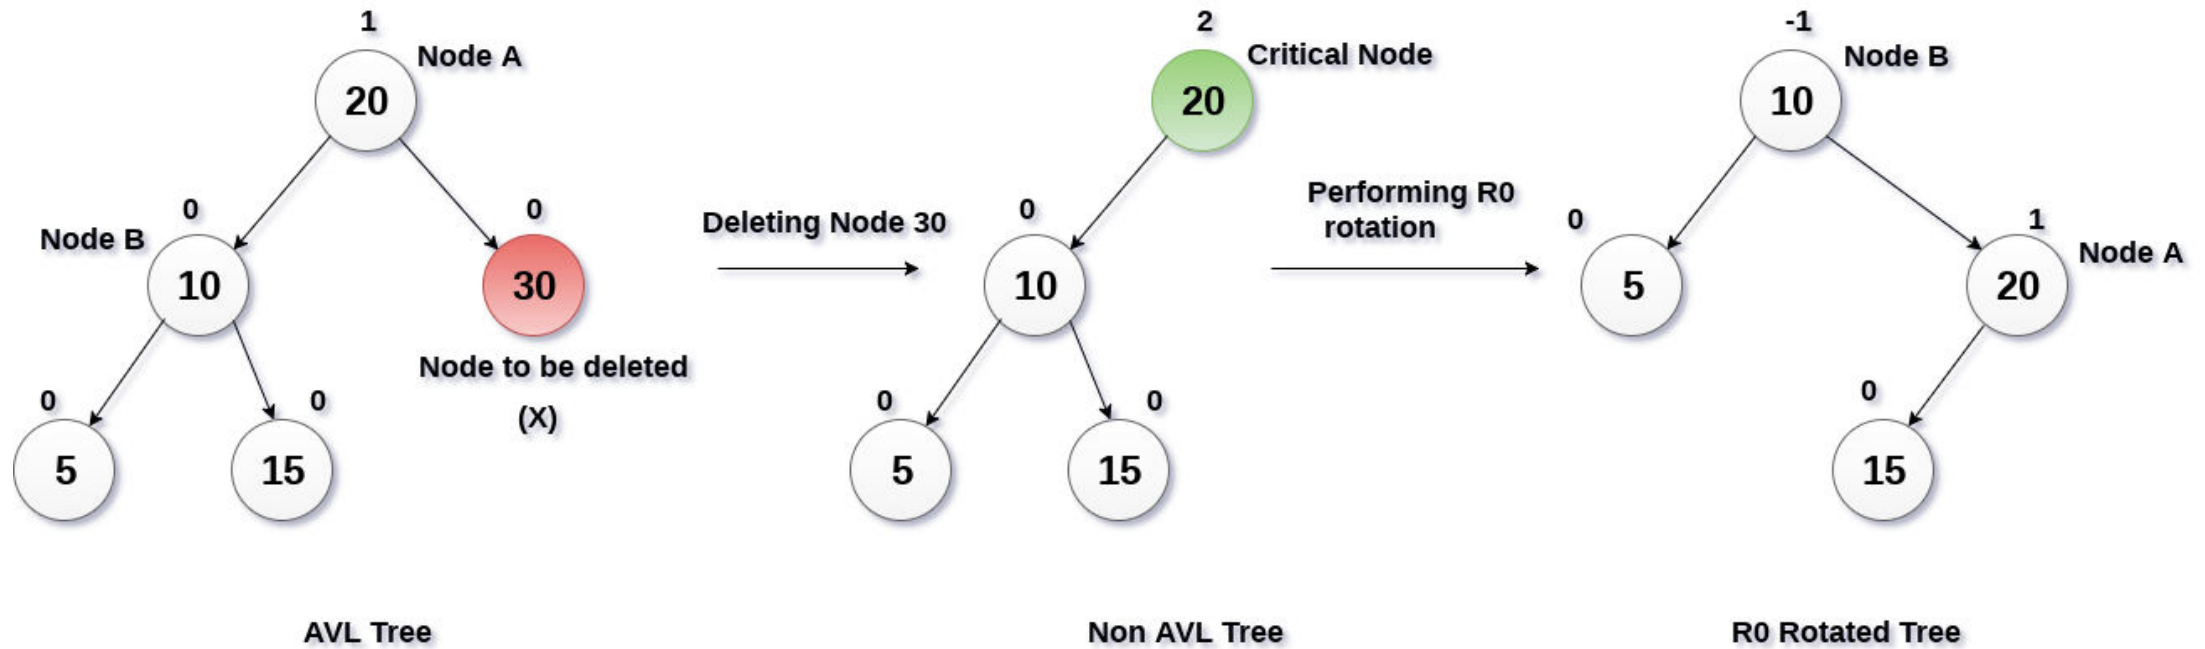 1
Node A
20
0
Node B
10
0
30
Node to be deleted
(X)
0
5
0
15
AVL Tree
Deleting Node 30
2
Critical Node
20
0
10
0
5
0
15
Non AVL Tree
Performing R0
rotation
-1
Node B
10
0
5
1
Node A
20
0
15
R0 Rotated Tree